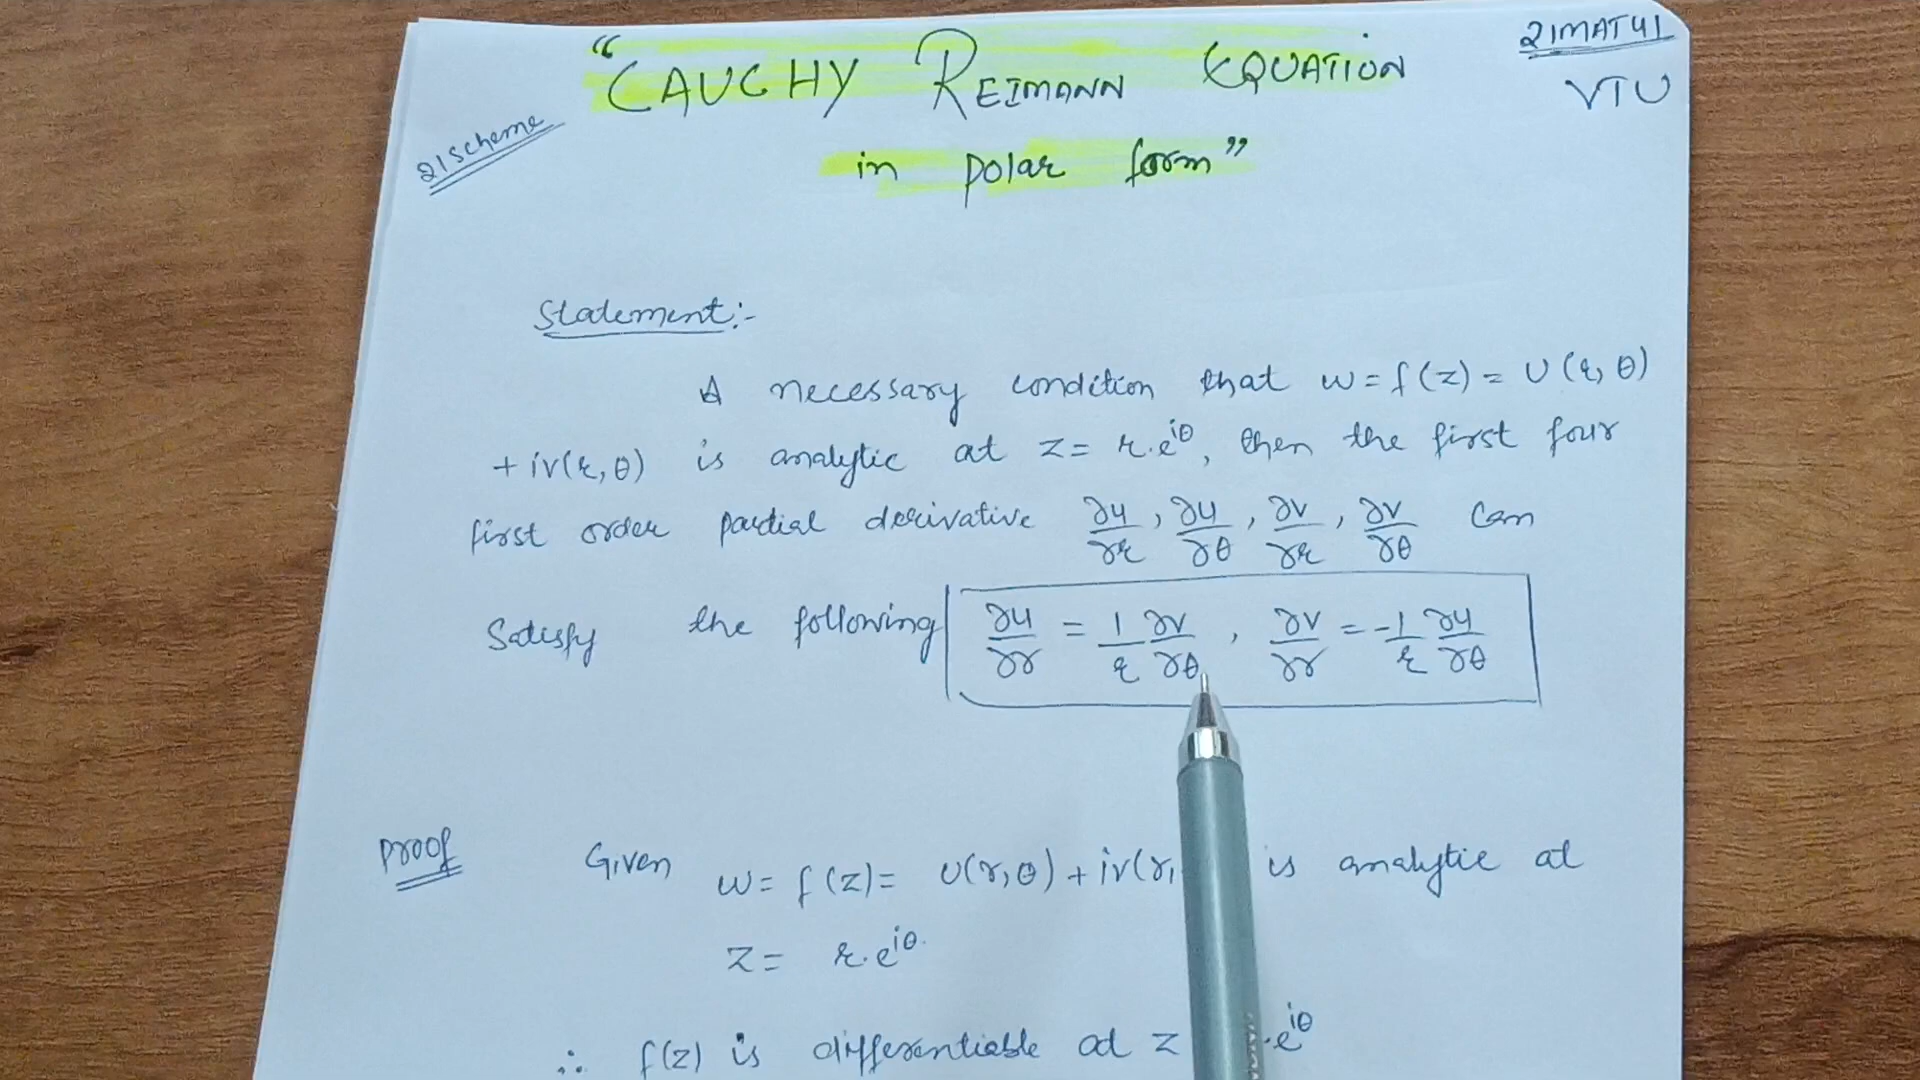 21MAT41
VTU
21 Scheme
"CAUCHY REIMANN EQUATION
in polar form"
Statement:-
A necessary condition that w = f(z) = u(r, θ)
+ iv(r, θ) is analytic at z = r.e^iθ, then the first four
first order partial derivative ∂u/∂r, ∂u/∂θ, ∂v/∂r, ∂v/∂θ can
Satisfy the following ∂u/∂r = 1/r ∂v/∂θ, ∂v/∂r = -1/r ∂u/∂θ
Proof Given w = f(z) = u(r, θ) + iv(r, is analytic at
z = r.e^iθ.
∴ f(z) is differentiable at z .e^iθ